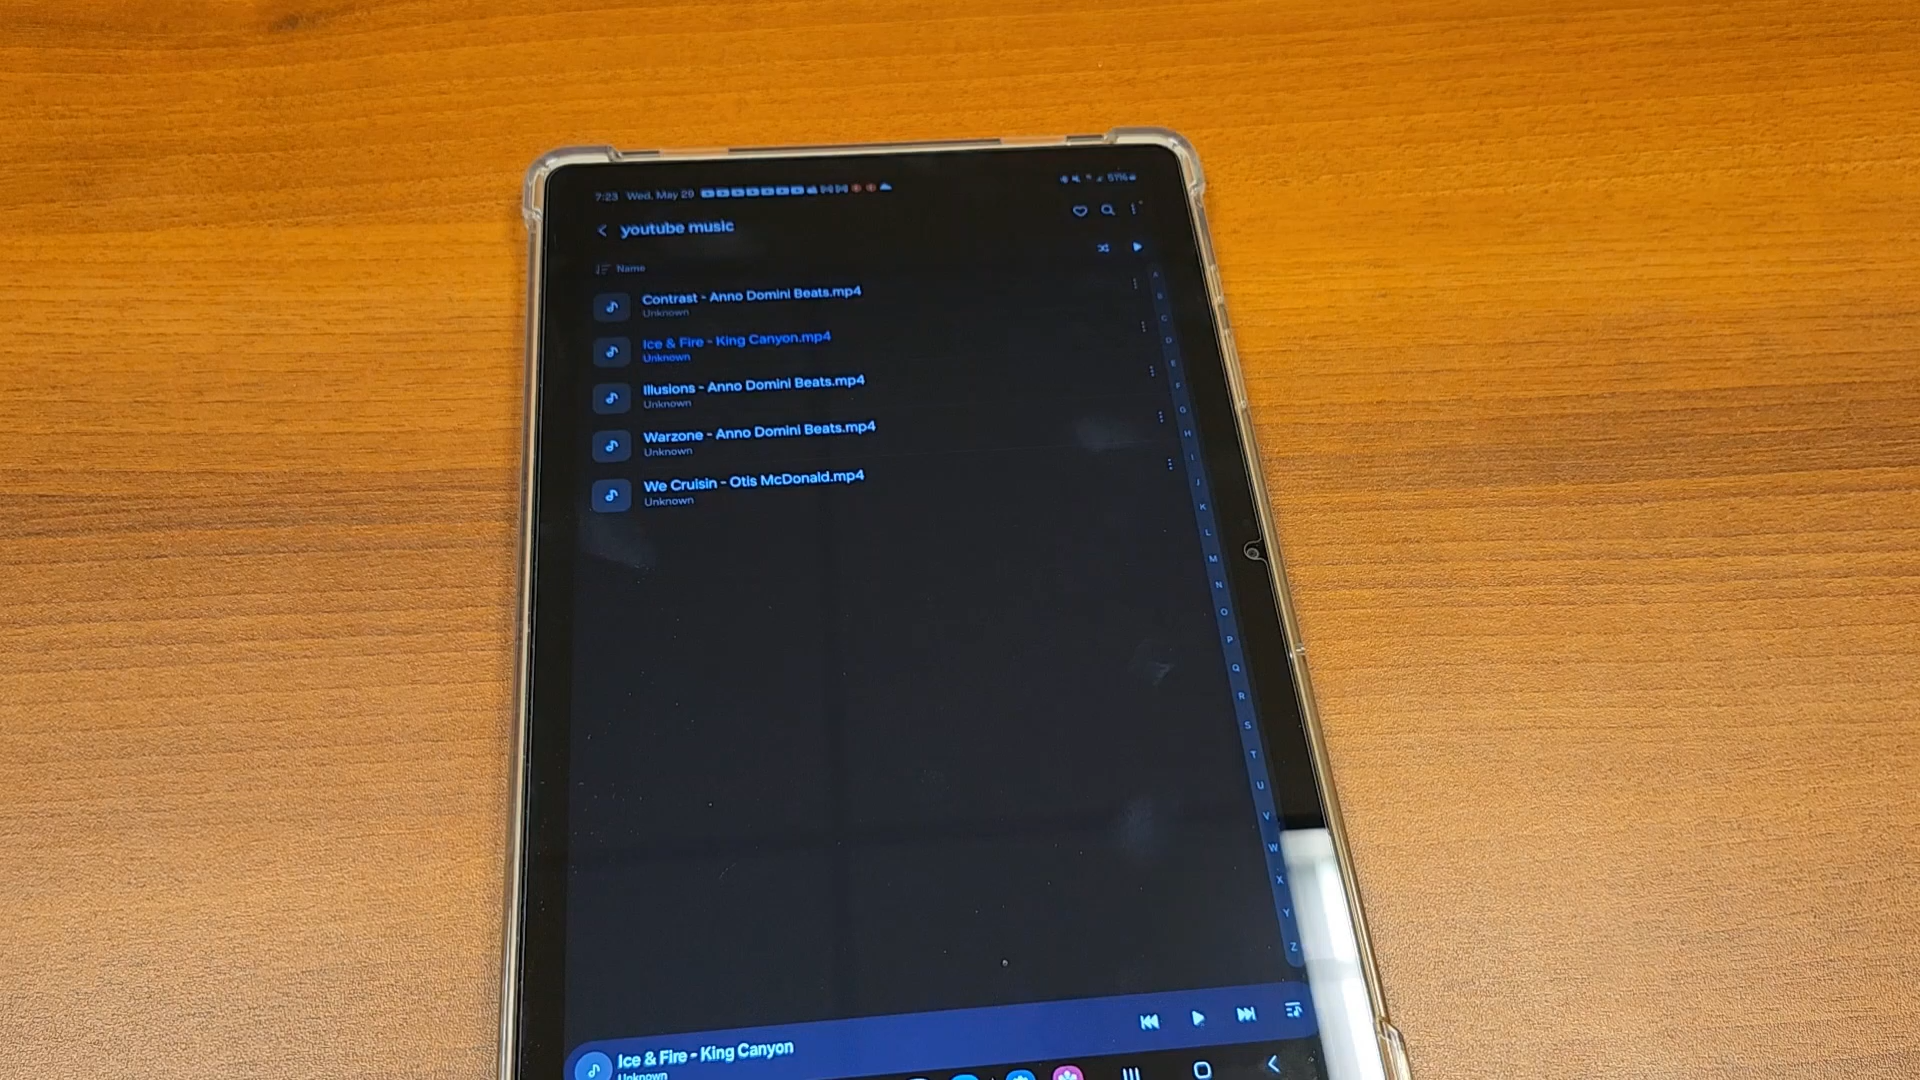 7:23 Wed, May 29 51%
youtube music
Name
Contrast - Anno Domini Beats.mp4
Unknown
Ice & Fire - King Canyon.mp4
Unknown
Illusions - Anno Domini Beats.mp4
Unknown
Warzone - Anno Domini Beats.mp4
Unknown
We Cruisin - Otis McDonald.mp4
Unknown
A
B
C
D
E
F
G
H
I
J
K
L
M
N
O
P
Q
R
S
T
U
V
W
X
Y
Z
Ice & Fire - King Canyon
Unknown